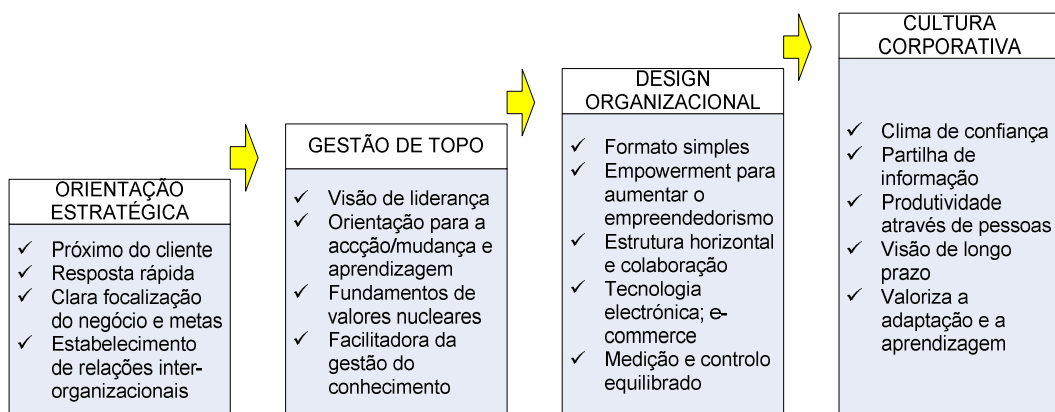 ORIENTAÇÃO
ESTRATÉGICA
✓ Próximo do cliente
✓ Resposta rápida
✓ Clara focalização
do negócio e metas
✓ Estabelecimento
de relações inter-
organizacionais
GESTÃO DE TOPO
✓ Visão de liderança
✓ Orientação para a
accção/mudança e
aprendizagem
✓ Fundamentos de
valores nucleares
✓ Facilitadora da
gestão do
conhecimento
DESIGN
ORGANIZACIONAL
✓ Formato simples
✓ Empowerment para
aumentar o
empreendedorismo
✓ Estrutura horizontal
e colaboração
✓ Tecnologia
electrónica; e-
commerce
✓ Medição e controlo
equilibrado
CULTURA
CORPORATIVA
✓ Clima de confiança
✓ Partilha de
informação
✓ Produtividade
através de pessoas
✓ Visão de longo
prazo
✓ Valoriza a
adaptação e a
aprendizagem